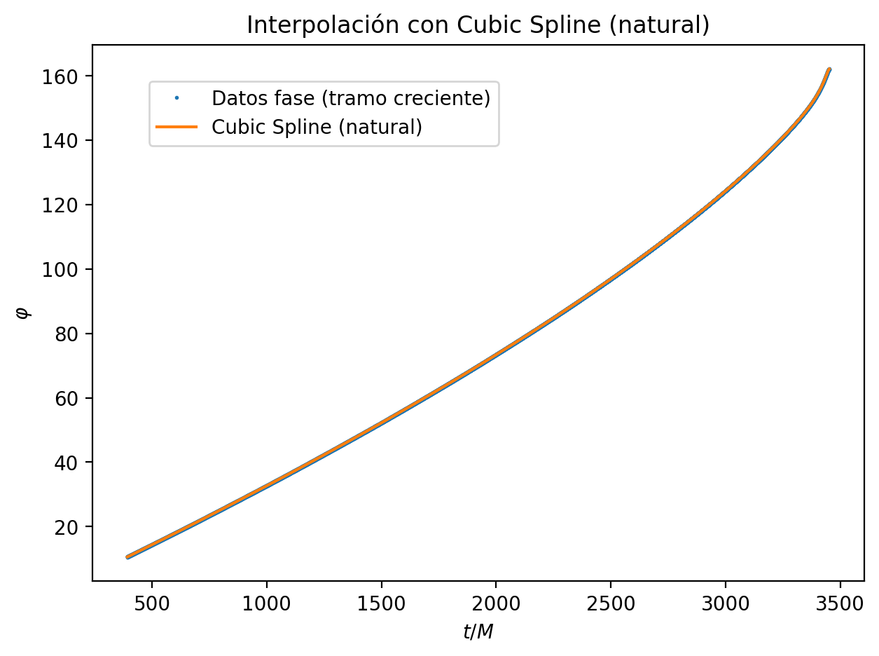 Interpolación con Cubic Spline (natural)
Datos fase (tramo creciente)
Cubic Spline (natural)
160
140
120
100
80
60
40
20
φ
500 1000 1500 2000 2500 3000 3500
t/M